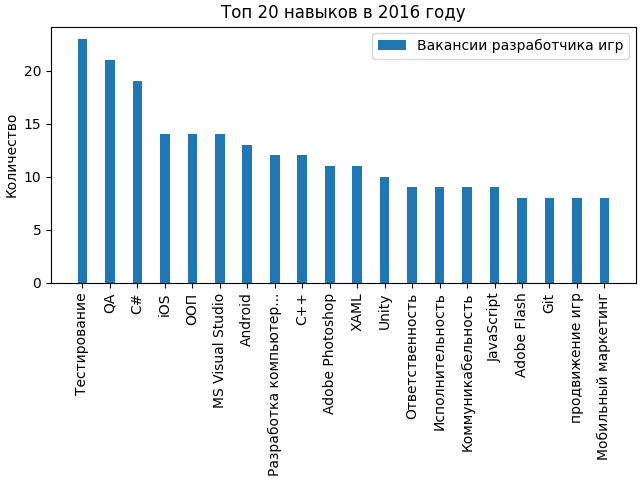 Топ 20 навыков в 2016 году
Вакансии разработчика игр
Количество
20
15
10
5
0
Тестирование
QA
C#
iOS
ООП
MS Visual Studio
Android
Разработка компьютер...
C++
Adobe Photoshop
XAML
Unity
Ответственность
Исполнительность
Коммуникабельность
JavaScript
Adobe Flash
Git
продвижение игр
Мобильный маркетинг